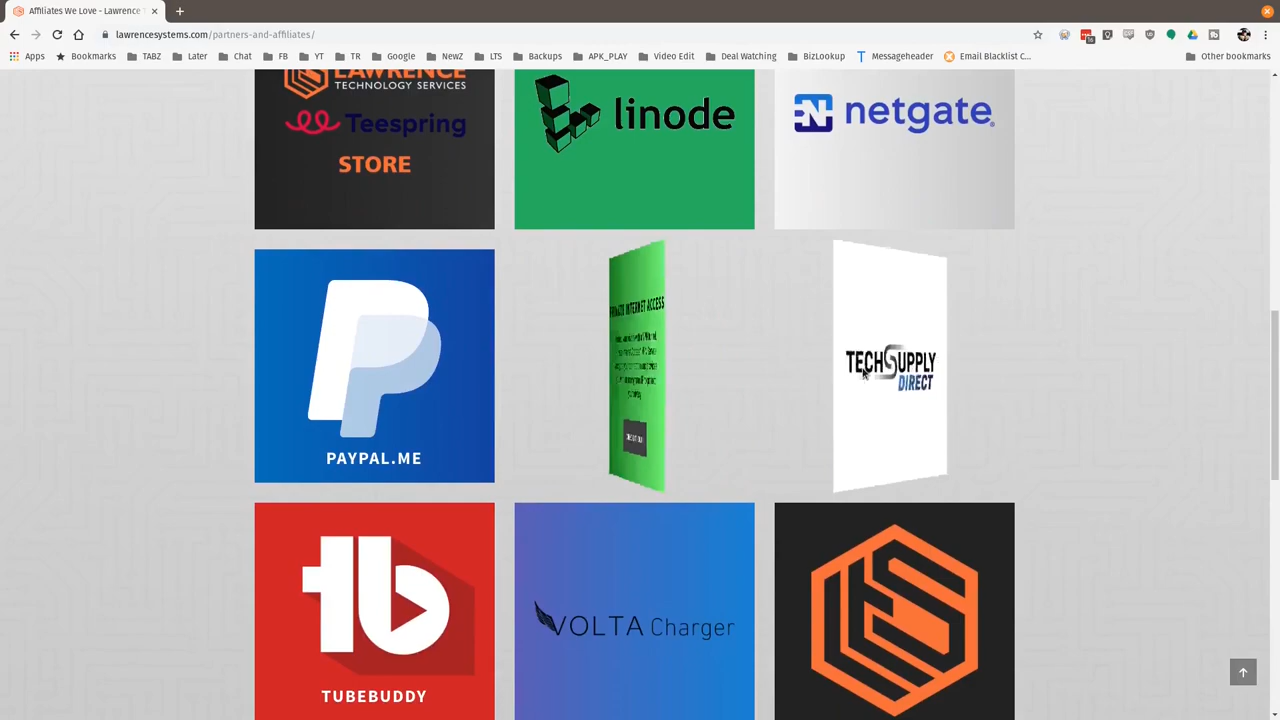 Affiliates We Love - Lawrence
lawrencesystems.com/partners-and-affiliates/
Apps
Bookmarks
TABZ
Later
Chat
FB
YT
TR
Google
NewZ
LTS
Backups
APK_PLAY
Video Edit
Deal Watching
BizLookup
Messageheader
Email Blacklist C...
Other bookmarks
LAWRENCE
TECHNOLOGY SERVICES
Teespring
STORE
linode
netgate
PAYPAL.ME
PRIVATE INTERNET ACCESS
TECHSUPPLY
DIRECT
tb
TUBEBUDDY
VOLTA Charger